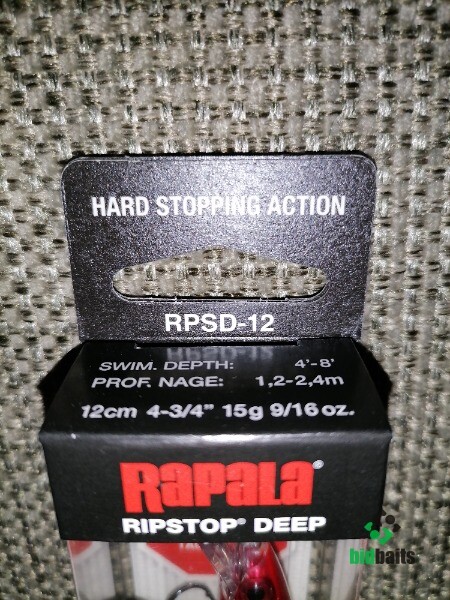 HARD STOPPING ACTION
RPSD-12
SWIM. DEPTH: 4'-8'
PROF. NAGE: 1,2-2,4m
12cm 4-3/4" 15g 9/16 oz.
Rapala®
RIPSTOP® DEEP
bidbaits